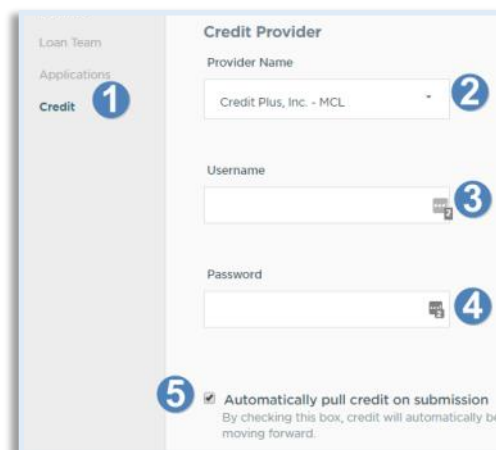 Loan Team
Applications
Credit
1
Credit Provider
Provider Name
Credit Plus, Inc. - MCL
2
Username
3
Password
4
5
Automatically pull credit on submission
By checking this box, credit will automatically be
moving forward.